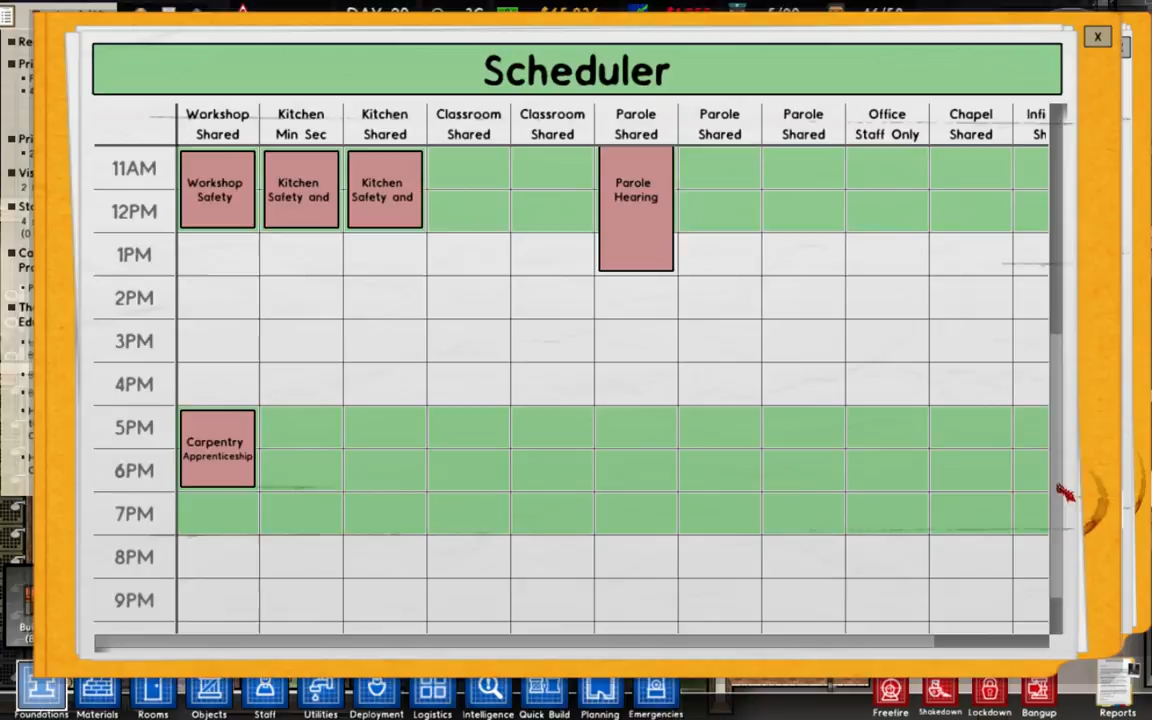 Scheduler
X
Workshop Kitchen Kitchen Classroom Classroom Parole Parole Parole Office Chapel
Shared Min Sec Shared Shared Shared Shared Shared Shared Staff Only Shared
11AM
Workshop
Safety
Kitchen
Safety and
Kitchen
Safety and
Parole
Hearing
12PM
1PM
2PM
3PM
4PM
5PM
Carpentry
Apprenticeship
6PM
7PM
8PM
9PM
Foundations Materials Rooms Objects Staff Utilities Deployment Logistics Intelligence Quick Build Planning Emergencies Freefire Shakedown Lockdown Bangup Reports